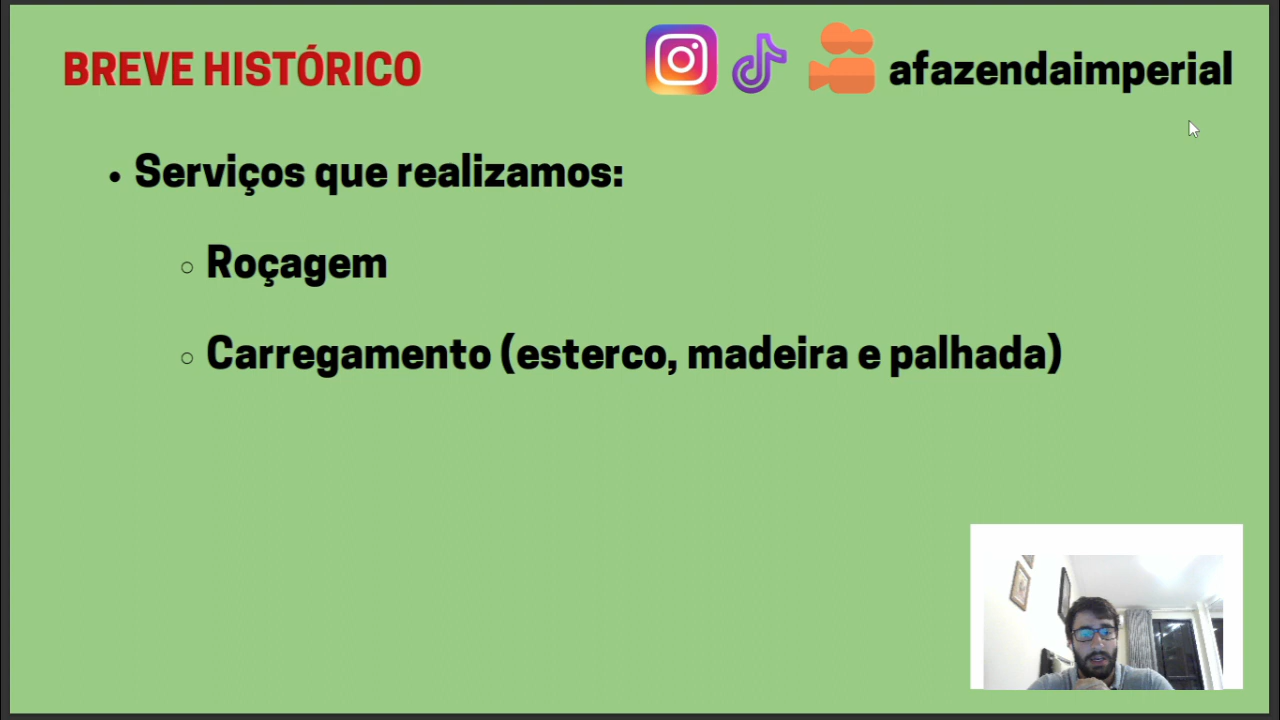 BREVE HISTÓRICO
afazendaimperial
Serviços que realizamos:
Roçagem
Carregamento (esterco, madeira e palhada)